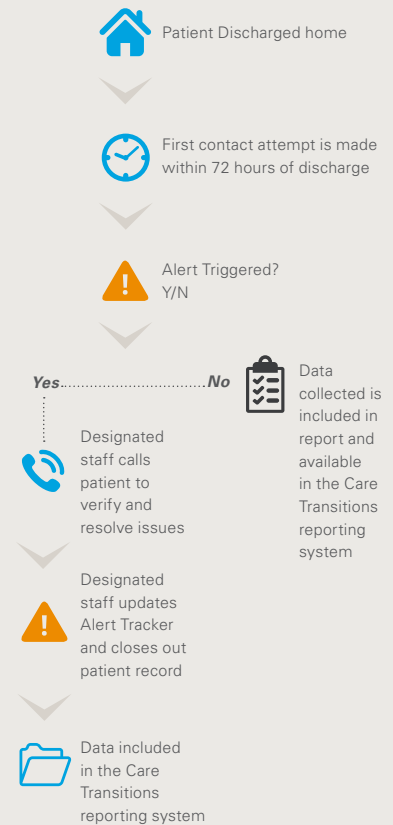 Patient Discharged home
First contact attempt is made
within 72 hours of discharge
Alert Triggered?
Y/N
Yes
No
Data
collected is
included in
report and
available
in the Care
Transitions
reporting
system
Designated
staff calls
patient to
verify and
resolve issues
Designated
staff updates
Alert Tracker
and closes out
patient record
Data included
in the Care
Transitions
reporting system